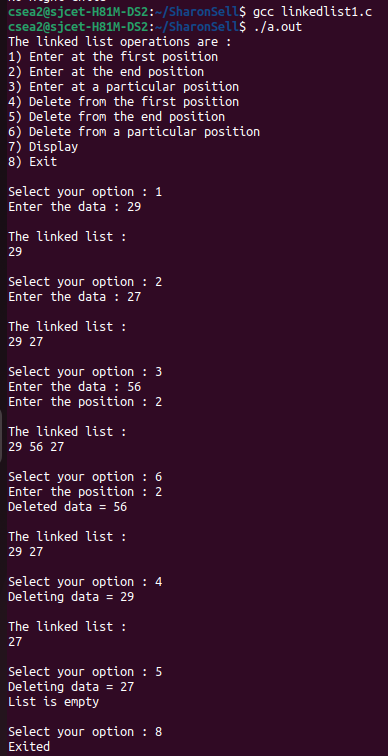 csea2@sjcet-H81M-DS2:~/SharonSell$ gcc linkedlist1.c
csea2@sjcet-H81M-DS2:~/SharonSell$ ./a.out
The linked list operations are :
1) Enter at the first position
2) Enter at the end position
3) Enter at a particular position
4) Delete from the first position
5) Delete from the end position
6) Delete from a particular position
7) Display
8) Exit

Select your option : 1
Enter the data : 29

The linked list :
29

Select your option : 2
Enter the data : 27

The linked list :
29 27

Select your option : 3
Enter the data : 56
Enter the position : 2

The linked list :
29 56 27

Select your option : 6
Enter the position : 2
Deleted data = 56

The linked list :
29 27

Select your option : 4
Deleting data = 29

The linked list :
27

Select your option : 5
Deleting data = 27
List is empty

Select your option : 8
Exited